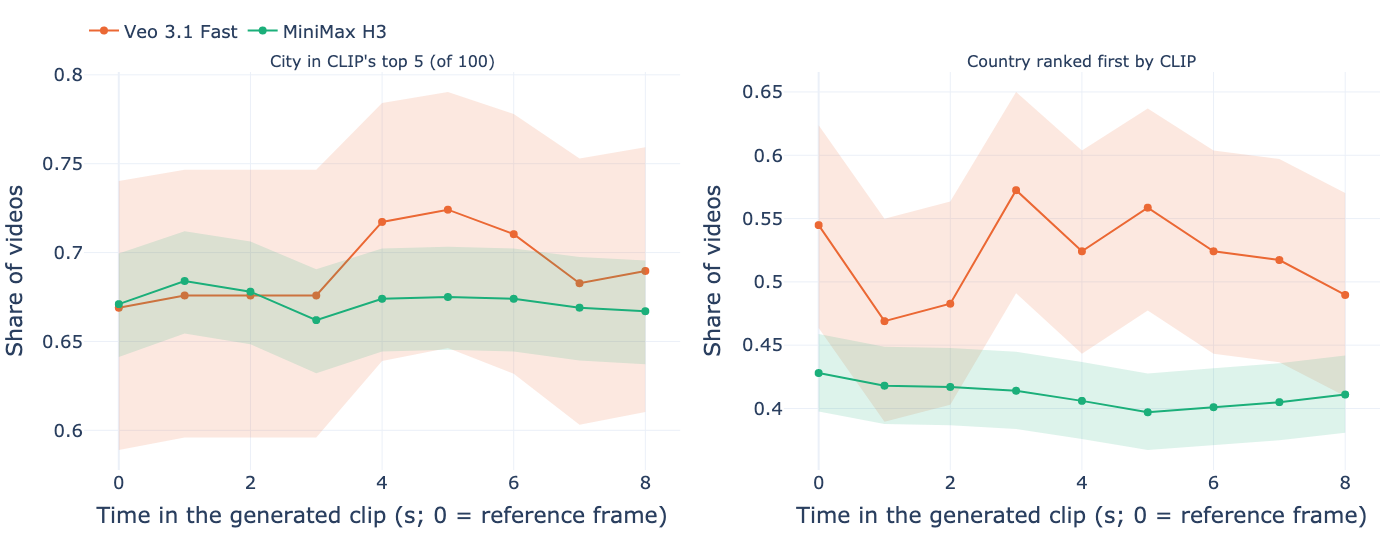 Veo 3.1 Fast MiniMax H3
City in CLIP's top 5 (of 100)
0.8
0.75
0.7
0.65
0.6
Share of videos
0 2 4 6 8
Time in the generated clip (s; 0 = reference frame)
Country ranked first by CLIP
0.65
0.6
0.55
0.5
0.45
0.4
Share of videos
0 2 4 6 8
Time in the generated clip (s; 0 = reference frame)